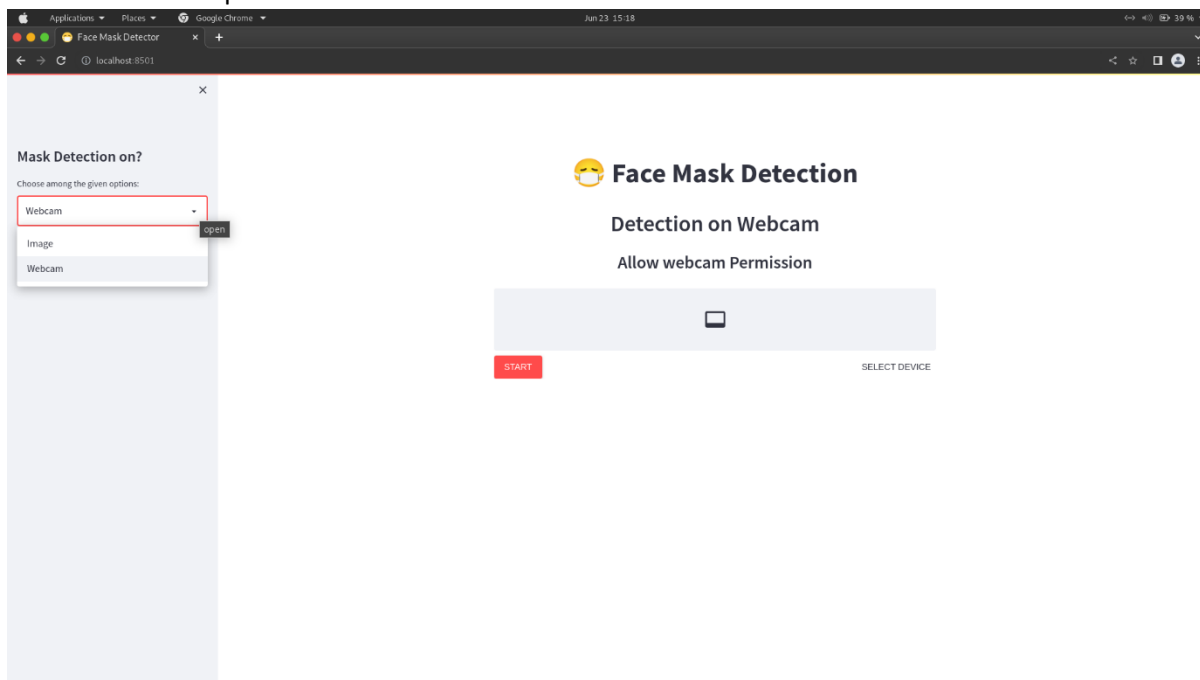 Applications Places Google Chrome Jun 23 15:18 39 %
Face Mask Detector
localhost:8501
Mask Detection on?
Choose among the given options:
Webcam
open
Image
Webcam
😷 Face Mask Detection
Detection on Webcam
Allow webcam Permission
START SELECT DEVICE